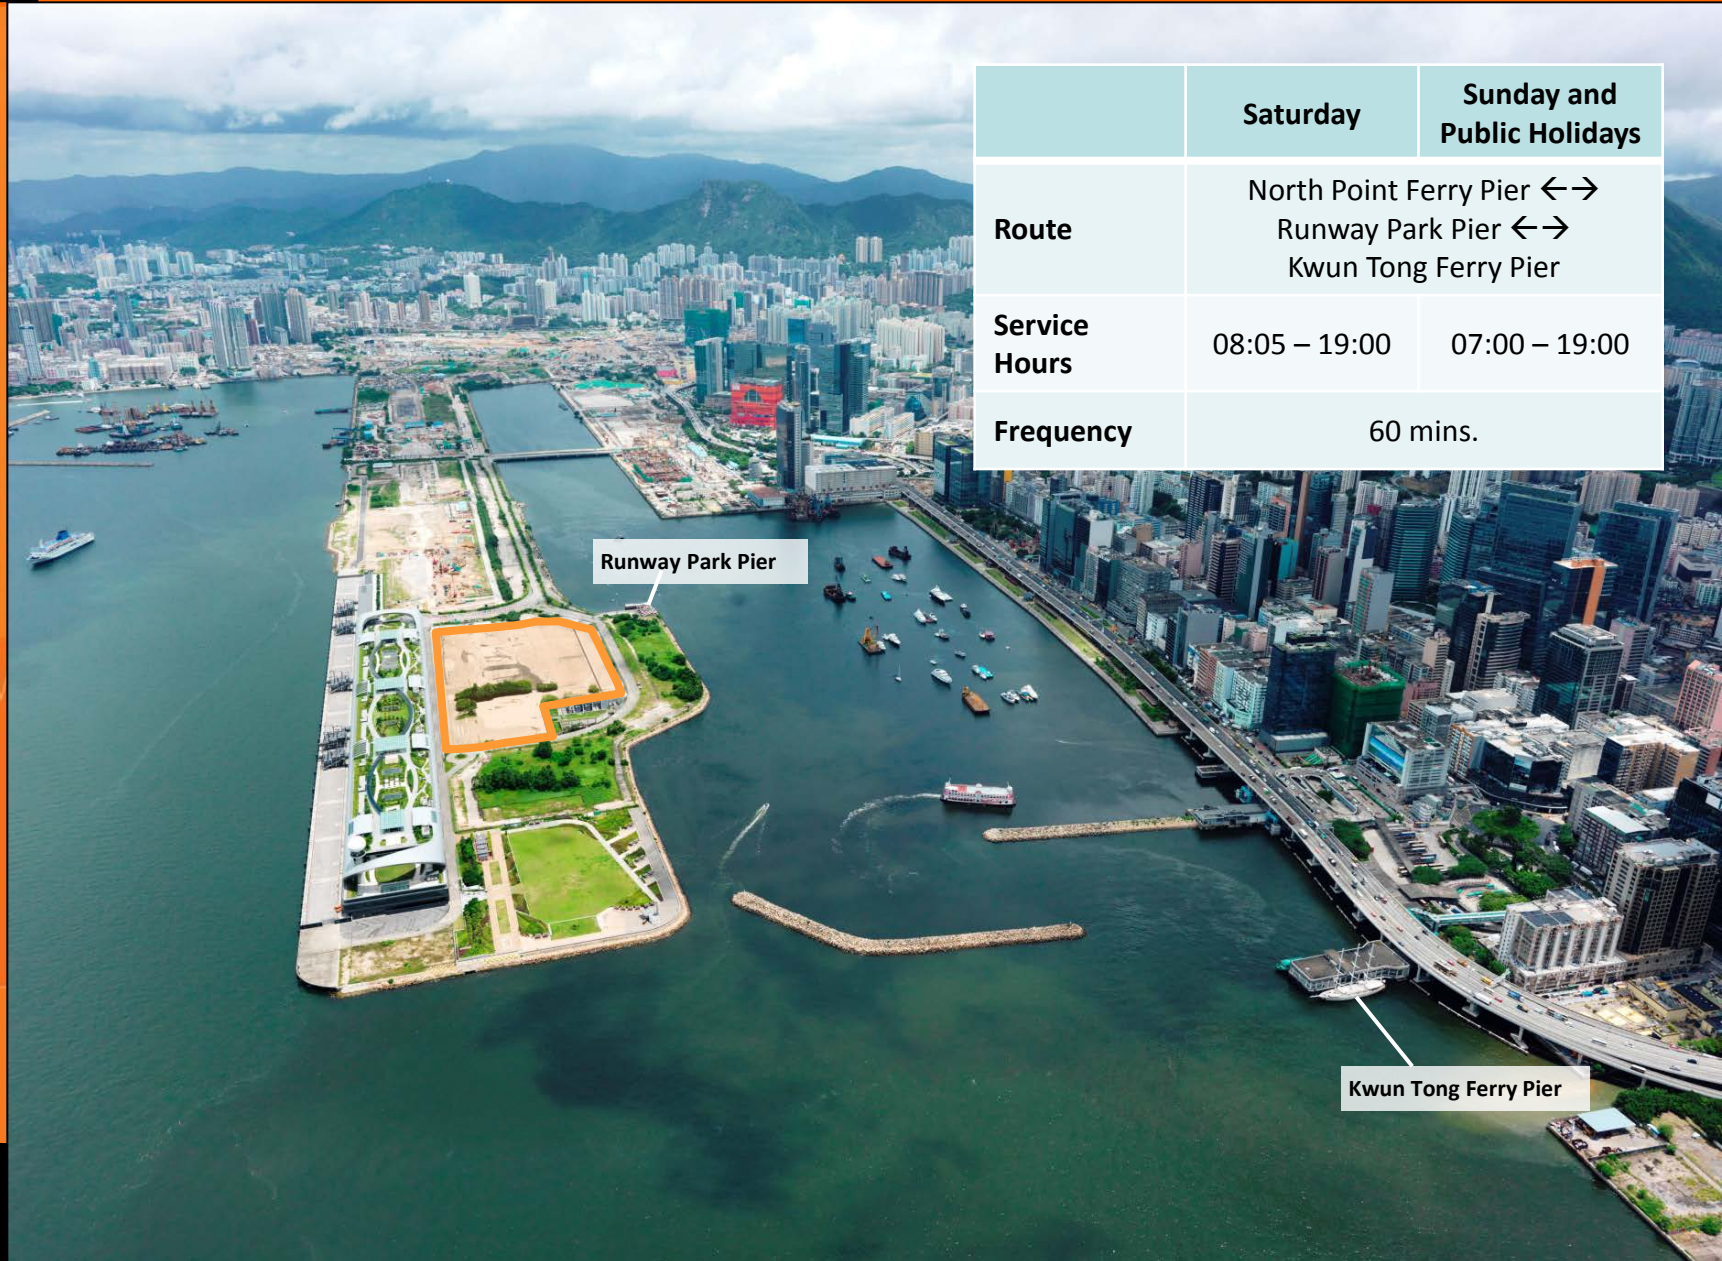 Saturday
Sunday and
Public Holidays
Route
North Point Ferry Pier ←→
Runway Park Pier ←→
Kwun Tong Ferry Pier
Service
Hours
08:05 – 19:00
07:00 – 19:00
Frequency
60 mins.
Runway Park Pier
Kwun Tong Ferry Pier